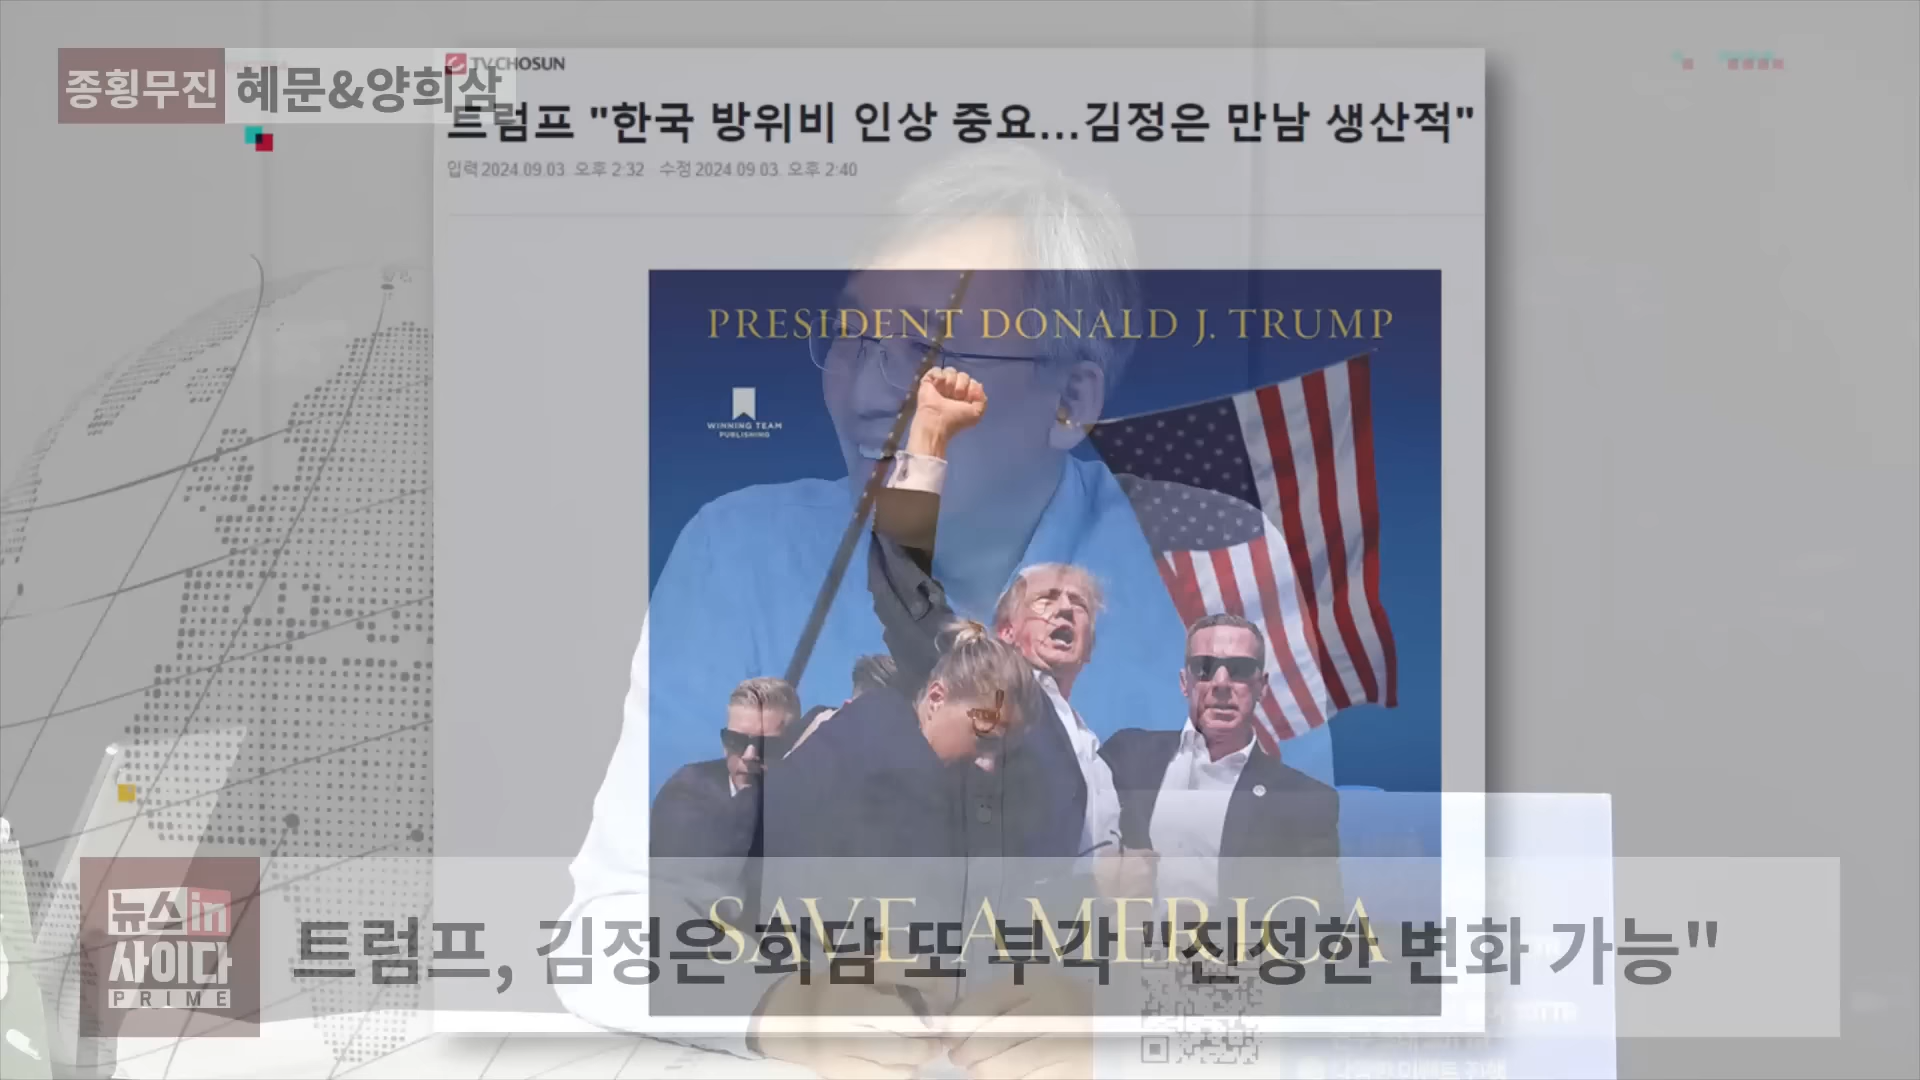 종횡무진 혜문&양희삼
TV CHOSUN
트럼프 "한국 방위비 인상 중요...김정은 만남 생산적"
입력 2024.09.03. 오후 2:32 수정 2024.09.03. 오후 2:40
PRESIDENT DONALD J. TRUMP
WINNING TEAM
PUBLISHING
SAVE AMERICA
뉴스in
사이다
PRIME
트럼프, 김정은 회담 또 부각 "진정한 변화 가능"